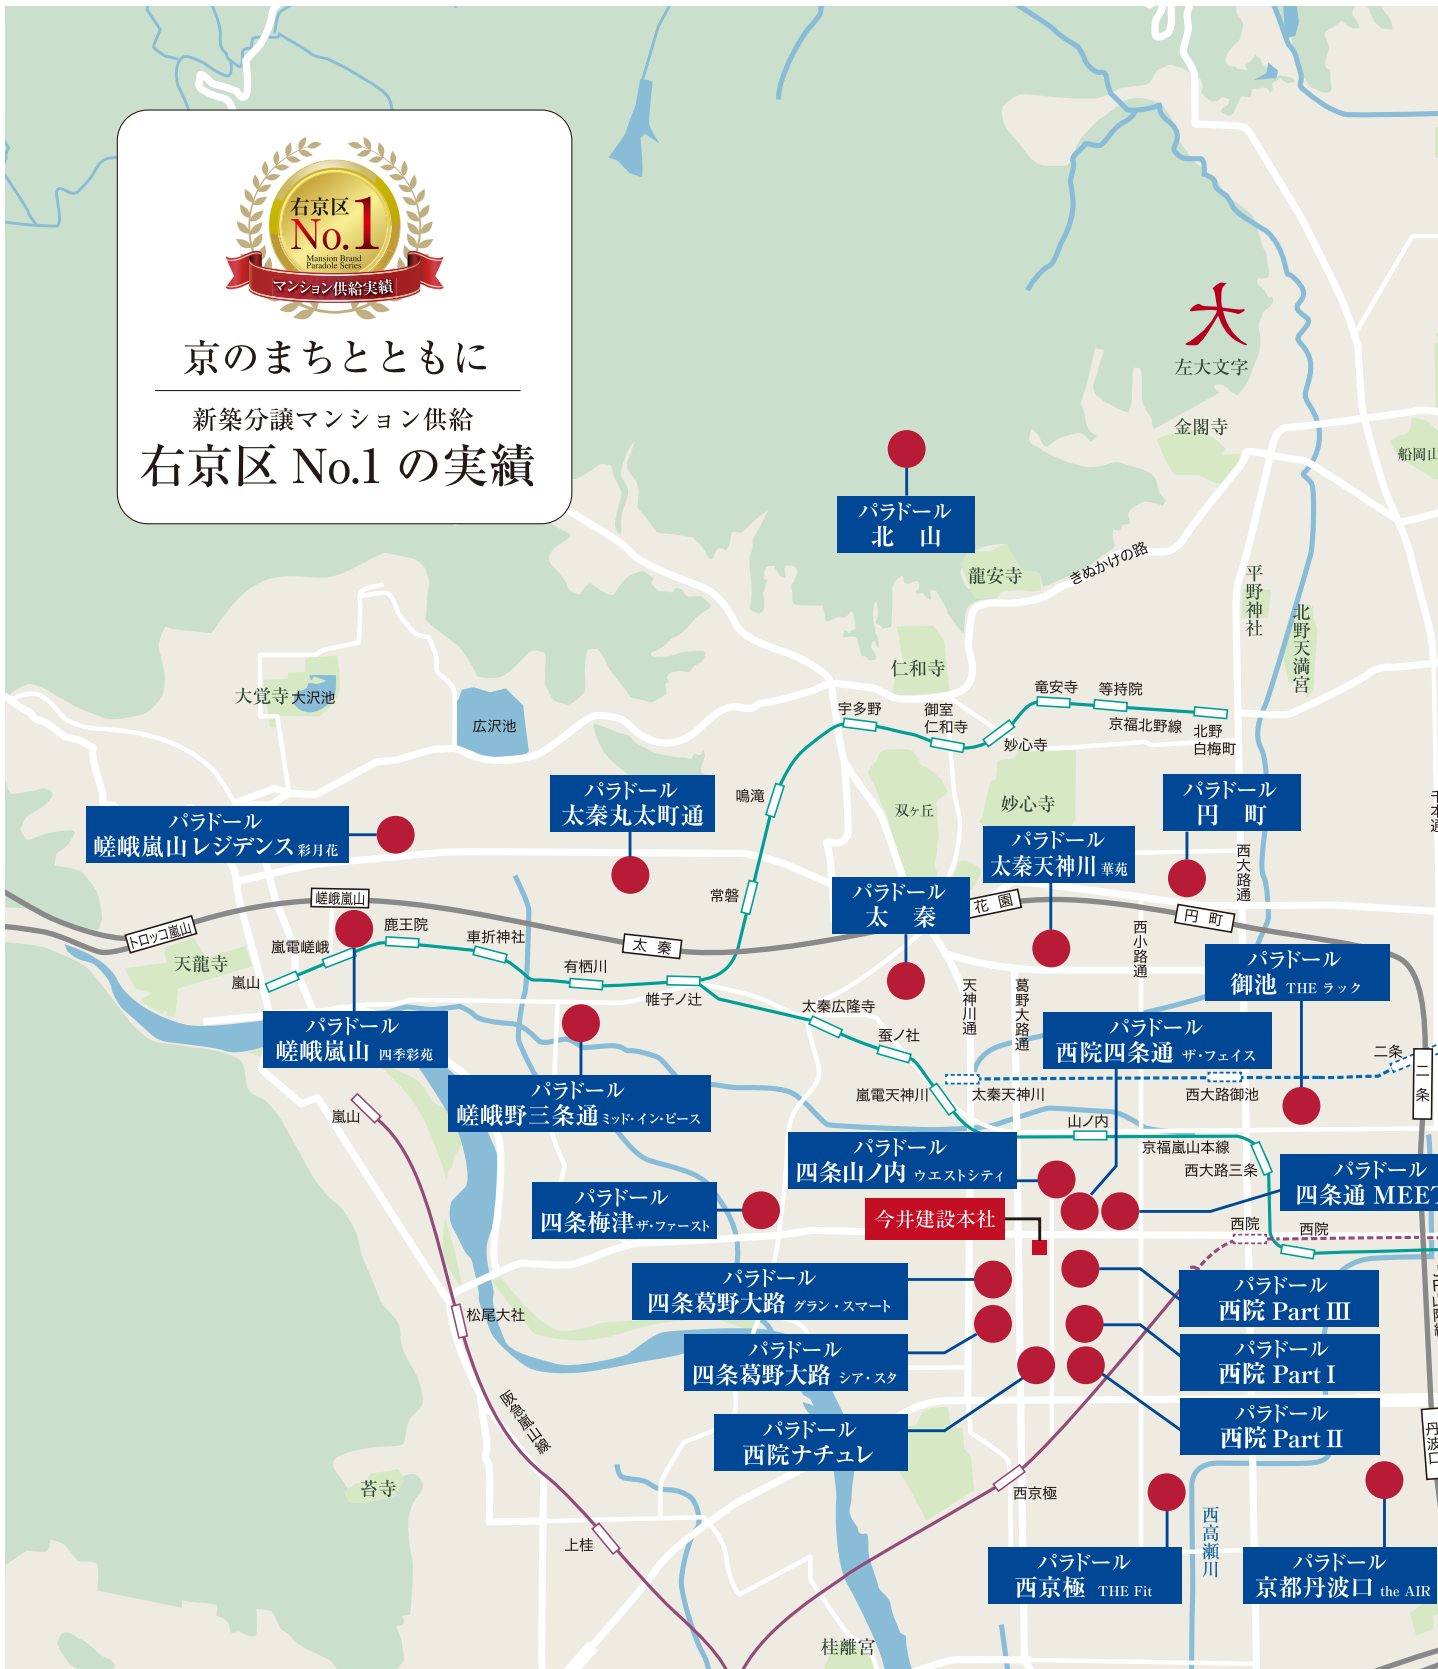 右京区
No.1
Mansion Brand
Paradole Series
マンション供給実績
京のまちとともに
新築分譲マンション供給
右京区 No.1 の実績
大
左大文字
金閣寺
船岡山
パラドール
北 山
龍安寺
きぬかけの路
平野神社
北野天満宮
仁和寺
大覚寺
大沢池
広沢池
宇多野
御室
仁和寺
妙心寺
竜安寺
等持院
京福北野線
北野
白梅町
鳴滝
双ヶ丘
妙心寺
パラドール
円 町
西大路通
パラドール
太秦丸太町通
パラドール
嵯峨嵐山レジデンス 彩月花
パラドール
太秦天神川 華苑
パラドール
太 秦
常磐
花 園
円 町
嵯峨嵐山
トロッコ嵐山
嵐電嵯峨
鹿王院
車折神社
太 秦
天龍寺
嵐山
有栖川
帷子ノ辻
西小路通
パラドール
御池 THE ラック
天神川通
葛野大路通
太秦広隆寺
蚕ノ社
パラドール
嵯峨嵐山 四季彩苑
パラドール
西院四条通 ザ・フェイス
二条
二条
パラドール
嵯峨野三条通 ミッド・イン・ピース
嵐山
嵐電天神川
太秦天神川
西大路御池
山ノ内
京福嵐山本線
西大路三条
パラドール
四条山ノ内 ウエストシティ
パラドール
四条通 MEET
パラドール
四条梅津 ザ・ファースト
今井建設本社
西院
西院
パラドール
四条葛野大路 グラン・スマート
パラドール
西院 Part III
松尾大社
パラドール
四条葛野大路 シア・スタ
パラドール
西院 Part I
阪急嵐山線
パラドール
西院ナチュレ
パラドール
西院 Part II
丹波口
苔寺
西京極
西高瀬川
上桂
パラドール
西京極 THE Fit
パラドール
京都丹波口 the AIR
桂離宮